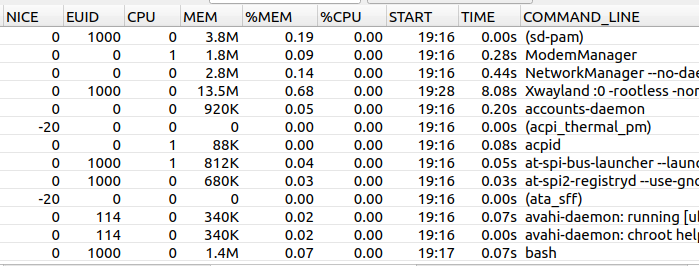 NICE EUID CPU MEM %MEM %CPU START TIME COMMAND_LINE
0 1000 0 3.8M 0.19 0.00 19:16 0.00s (sd-pam)
0 0 1 1.8M 0.09 0.00 19:16 0.28s ModemManager
0 0 0 2.8M 0.14 0.00 19:16 0.44s NetworkManager --no-dae
0 1000 0 13.5M 0.68 0.00 19:28 8.08s Xwayland :0 -rootless -nor
0 0 0 920K 0.05 0.00 19:16 0.20s accounts-daemon
-20 0 0 0 0.00 0.00 19:16 0.00s (acpi_thermal_pm)
0 0 1 88K 0.00 0.00 19:16 0.08s acpid
0 1000 1 812K 0.04 0.00 19:16 0.05s at-spi-bus-launcher --launc
0 1000 0 680K 0.03 0.00 19:16 0.03s at-spi2-registryd --use-gno
-20 0 0 0 0.00 0.00 19:16 0.00s (ata_sff)
0 114 0 340K 0.02 0.00 19:16 0.07s avahi-daemon: running [ul
0 114 0 340K 0.02 0.00 19:16 0.00s avahi-daemon: chroot help
0 1000 0 1.4M 0.07 0.00 19:17 0.07s bash